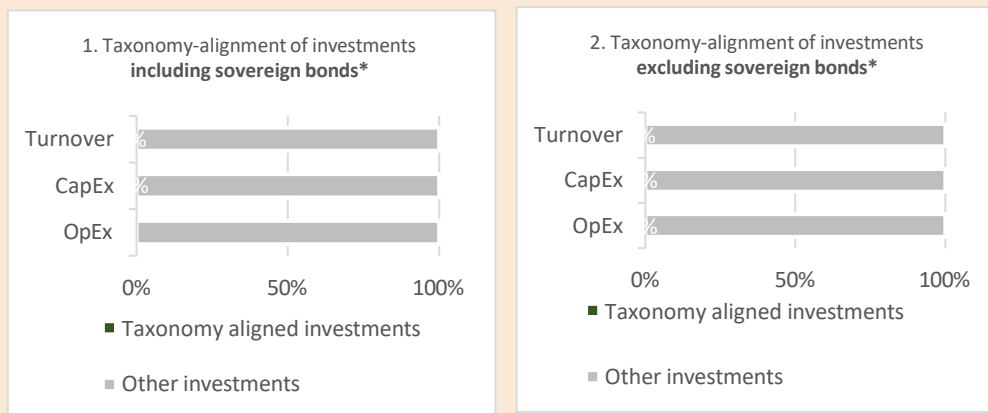 1. Taxonomy-alignment of investments
including sovereign bonds*
Turnover
%
CapEx
%
OpEx
0%
50%
100%
Taxonomy aligned investments
Other investments
2. Taxonomy-alignment of investments
excluding sovereign bonds*
Turnover
%
CapEx
%
OpEx
%
0%
50%
100%
Taxonomy aligned investments
Other investments